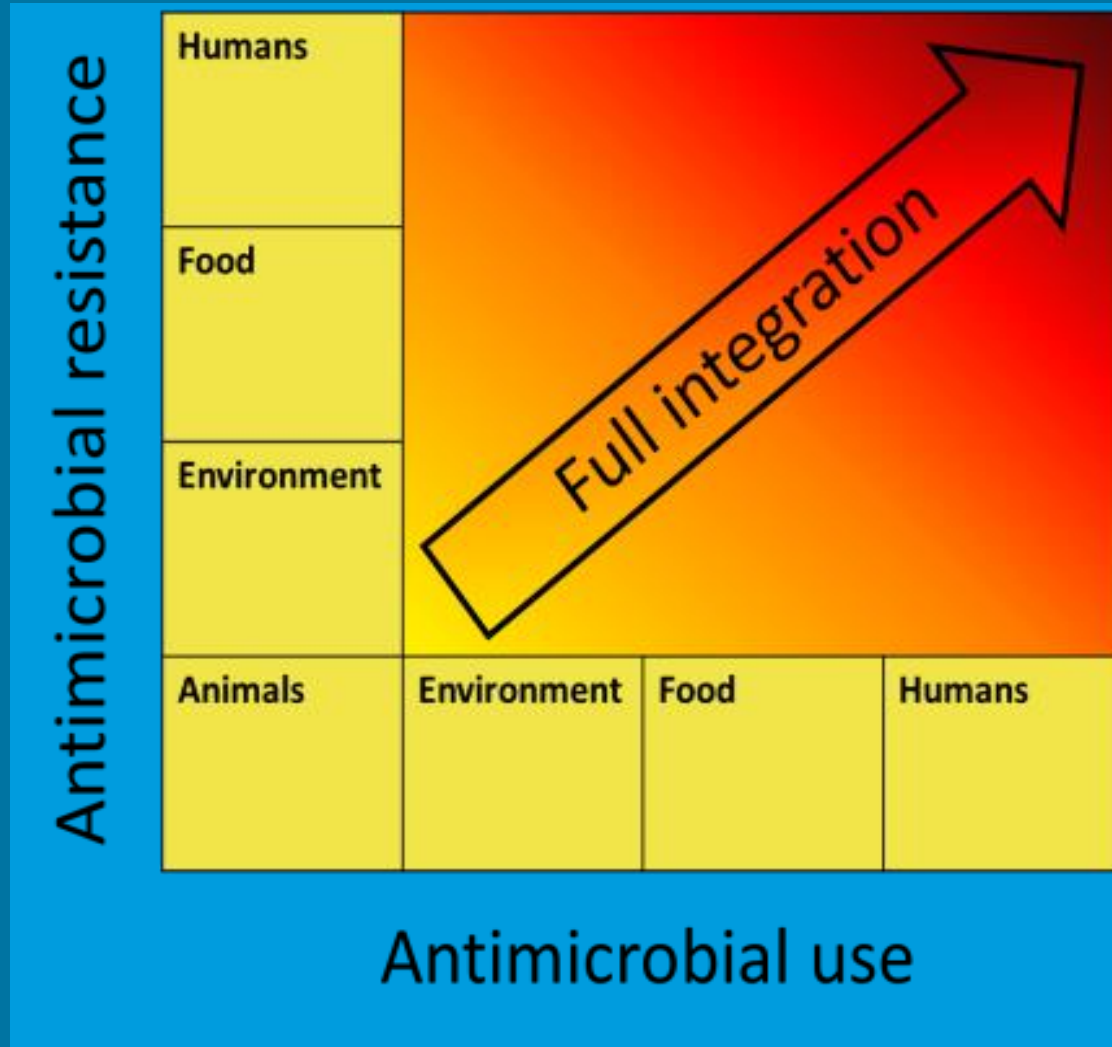 Antimicrobial resistance
Humans
Food
Environment
Full integration
Animals
Environment
Food
Humans
Antimicrobial use